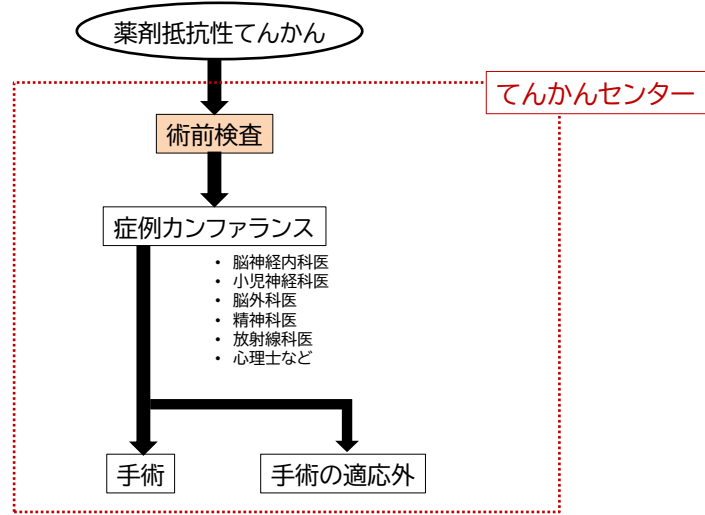 薬剤抵抗性てんかん
てんかんセンター
術前検査
症例カンファランス
・ 脳神経内科医
・ 小児神経科医
・ 脳外科医
・ 精神科医
・ 放射線科医
・ 心理士など
手術
手術の適応外